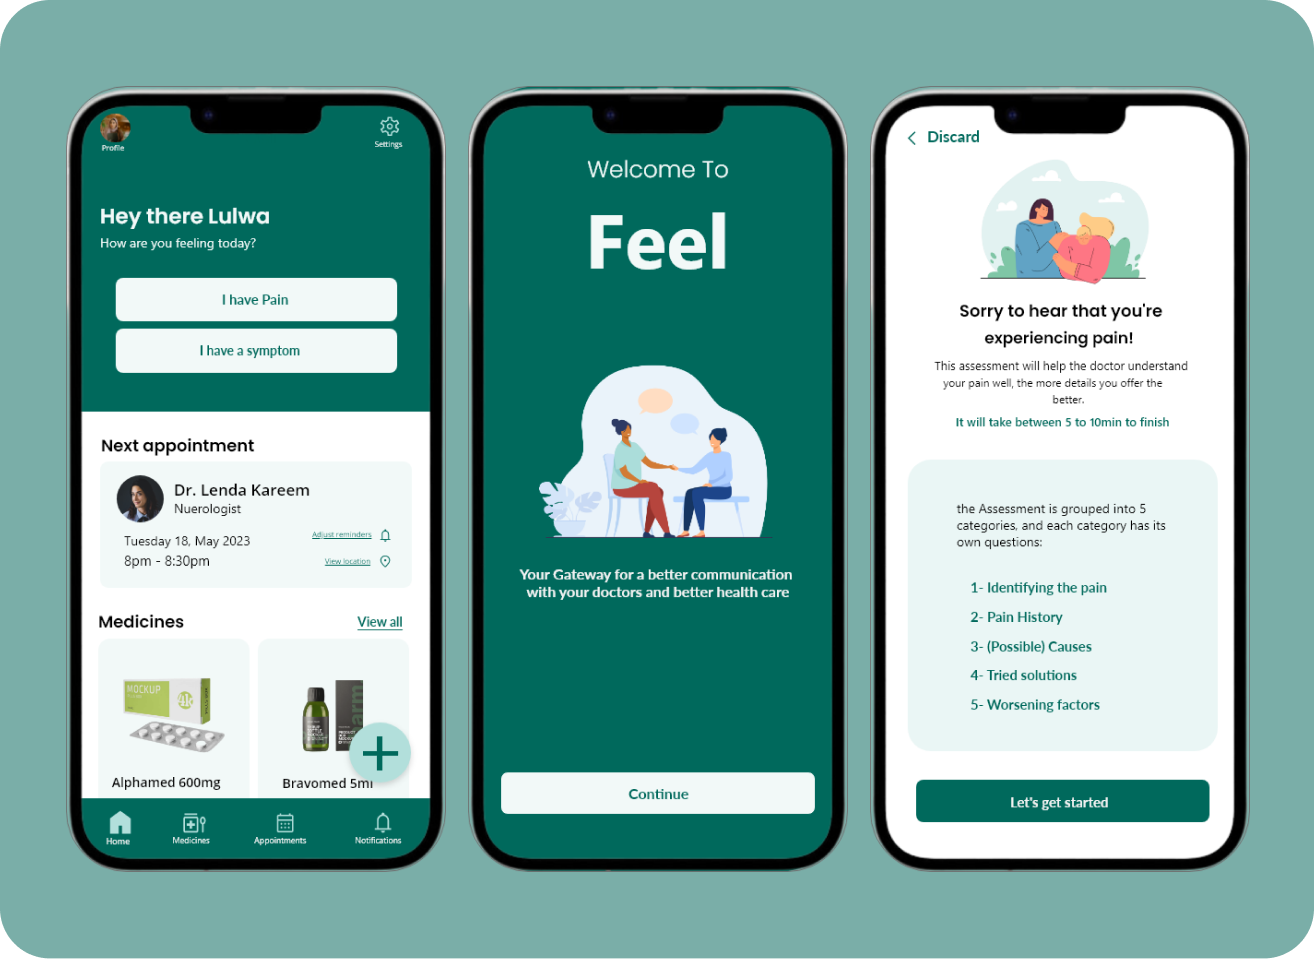 Profile
Settings
Hey there Lulwa
How are you feeling today?
I have Pain
I have a symptom
Next appointment
Dr. Lenda Kareem
Nuerologist
Tuesday 18, May 2023
Adjust reminders
8pm - 8:30pm
View location
Medicines
View all
MOCKUP
Alphamed 600mg
Bravomed 5ml
Home
Medicines
Appointments
Notifications
Welcome To
Feel
Your Gateway for a better communication
with your doctors and better health care
Continue
Discard
Sorry to hear that you're
experiencing pain!
This assessment will help the doctor understand
your pain well, the more details you offer the
better.
It will take between 5 to 10min to finish
the Assessment is grouped into 5
categories, and each category has its
own questions:
1- Identifying the pain
2- Pain History
3- (Possible) Causes
4- Tried solutions
5- Worsening factors
Let's get started